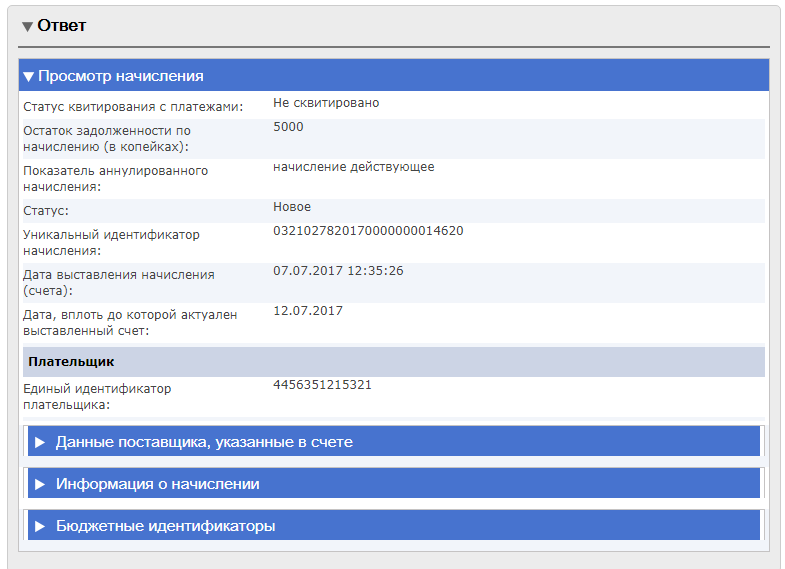 Ответ
Просмотр начисления
Статус квитирования с платежами: Не сквитировано
Остаток задолженности по 5000
начислению (в копейках):
Показатель аннулированного начисление действующее
начисления:
Статус: Новое
Уникальный идентификатор 0321027820170000000014620
начисления:
Дата выставления начисления 07.07.2017 12:35:26
(счета):
Дата, вплоть до которой актуален 12.07.2017
выставленный счет:
Плательщик
Единый идентификатор 4456351215321
плательщика:
Данные поставщика, указанные в счете
Информация о начислении
Бюджетные идентификаторы